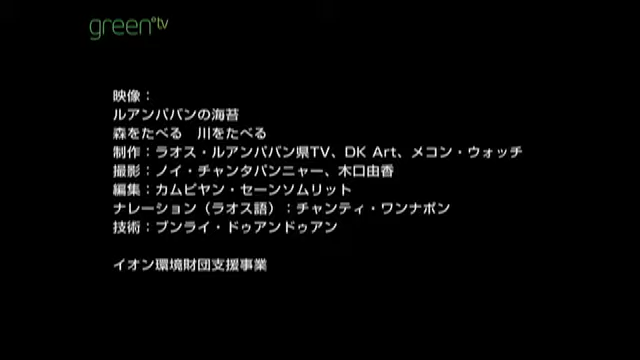 green.tv
映像：
ルアンパバンの海苔
森をたべる　川をたべる
制作：ラオス・ルアンパバン県TV、DK Art、メコン・ウォッチ
撮影：ノイ・チャンタパンニャー、木口由香
編集：カムビヤン・セーンソムリット
ナレーション（ラオス語）：チャンティ・ワンナポン
技術：ブンライ・ドゥアンドゥアン
イオン環境財団支援事業